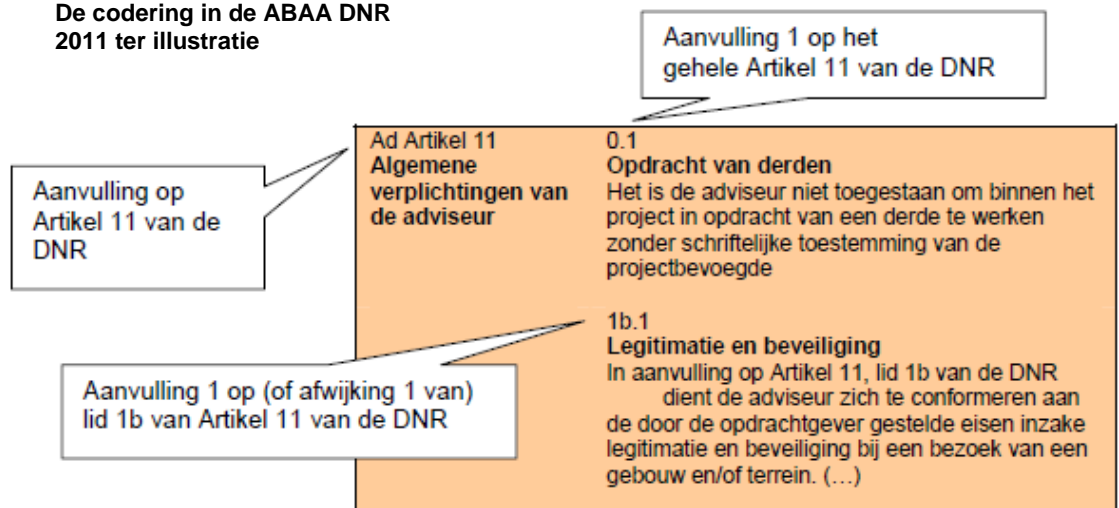 De codering in de ABAA DNR
2011 ter illustratie
Aanvulling 1 op het
gehele Artikel 11 van de DNR
Aanvulling op
Artikel 11 van de
DNR
Ad Artikel 11
Algemene
verplichtingen van
de adviseur
0.1
Opdracht van derden
Het is de adviseur niet toegestaan om binnen het
project in opdracht van een derde te werken
zonder schriftelijke toestemming van de
projectbevoegde
Aanvulling 1 op (of afwijking 1 van)
lid 1b van Artikel 11 van de DNR
1b.1
Legitimatie en beveiliging
In aanvulling op Artikel 11, lid 1b van de DNR
dient de adviseur zich te conformeren aan
de door de opdrachtgever gestelde eisen inzake
legitimatie en beveiliging bij een bezoek van een
gebouw en/of terrein. (…)